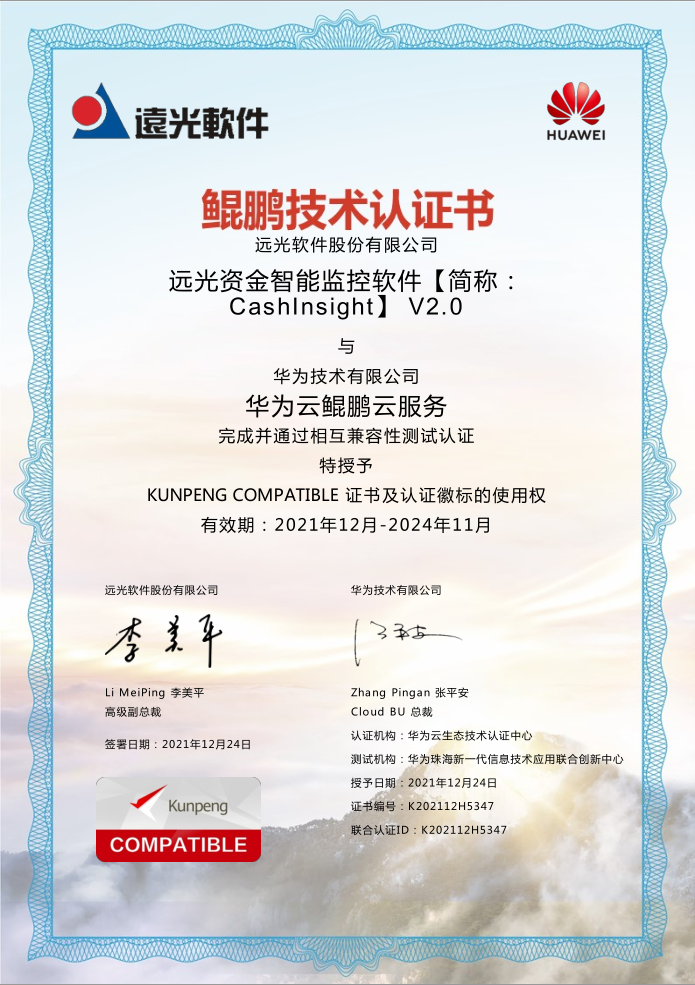 遠光軟件
HUAWEI
鲲鹏技术认证书
远光软件股份有限公司
远光资金智能监控软件【简称：
CashInsight】 V2.0
与
华为技术有限公司
华为云鲲鹏云服务
完成并通过相互兼容性测试认证
特授予
KUNPENG COMPATIBLE 证书及认证徽标的使用权
有效期：2021年12月-2024年11月
远光软件股份有限公司
李美平
Li MeiPing 李美平
高级副总裁
签署日期：2021年12月24日
Kunpeng
COMPATIBLE
华为技术有限公司
Zhang Pingan 张平安
Cloud BU 总裁
认证机构：华为云生态技术认证中心
测试机构：华为珠海新一代信息技术应用联合创新中心
授予日期：2021年12月24日
证书编号：K202112H5347
联合认证ID：K202112H5347